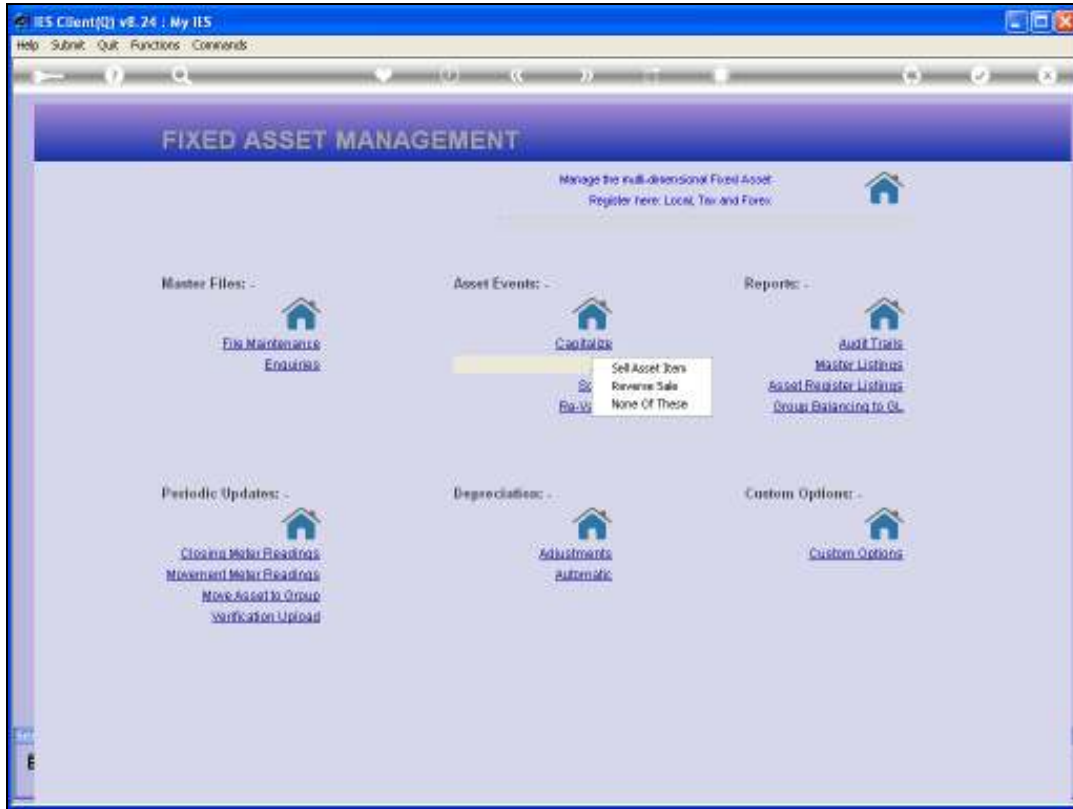 IES Client(Q) v8.24 : My IES
Help Submit Quit Functions Commands
FIXED ASSET MANAGEMENT
Manage the multi-dimensional Fixed Asset
Register here: Local, Tax and Forex
Master Files: -
File Maintenance
Enquiries
Asset Events: -
Capitalize
Sell Asset Item
Reverse Sale
None Of These
Sc
Re-Va
Reports: -
Audit Trails
Master Listings
Asset Register Listings
Group Balancing to GL
Periodic Updates: -
Closing Meter Readings
Movement Meter Readings
Move Asset to Group
Verification Upload
Depreciation: -
Adjustments
Automatic
Custom Options: -
Custom Options